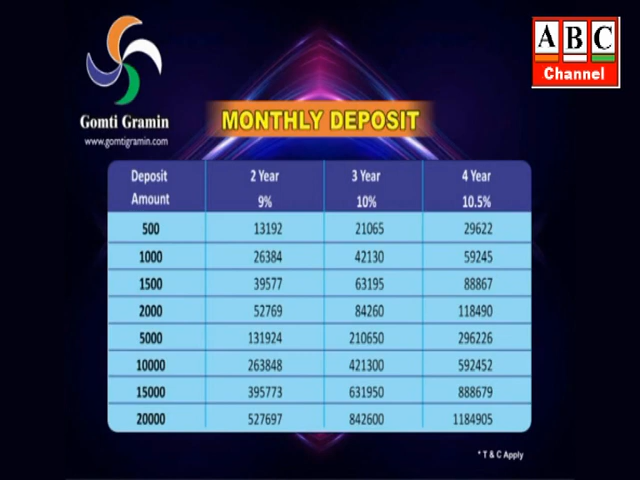 A B C
Channel
Gomti Gramin
www.gomtigramin.com
MONTHLY DEPOSIT
Deposit Amount 2 Year 9% 3 Year 10% 4 Year 10.5%
500 13192 21065 29622
1000 26384 42130 59245
1500 39577 63195 88867
2000 52769 84260 118490
5000 131924 210650 296226
10000 263848 421300 592452
15000 395773 631950 888679
20000 527697 842600 1184905
* T & C Apply